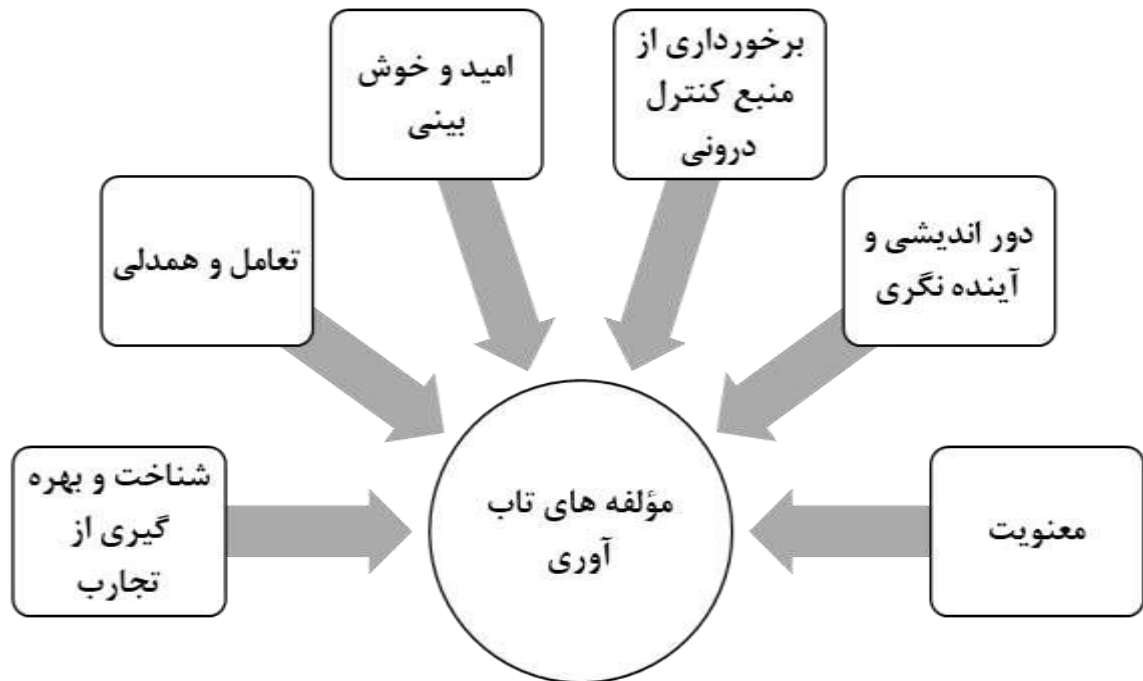 برخورداری از
منبع کنترل
درونی
امید و خوش
بینی
دور اندیشی و
آینده نگری
تعامل و همدلی
معنویت
شناخت و بهره
گیری از
تجارب
مؤلفه های تاب
آوری